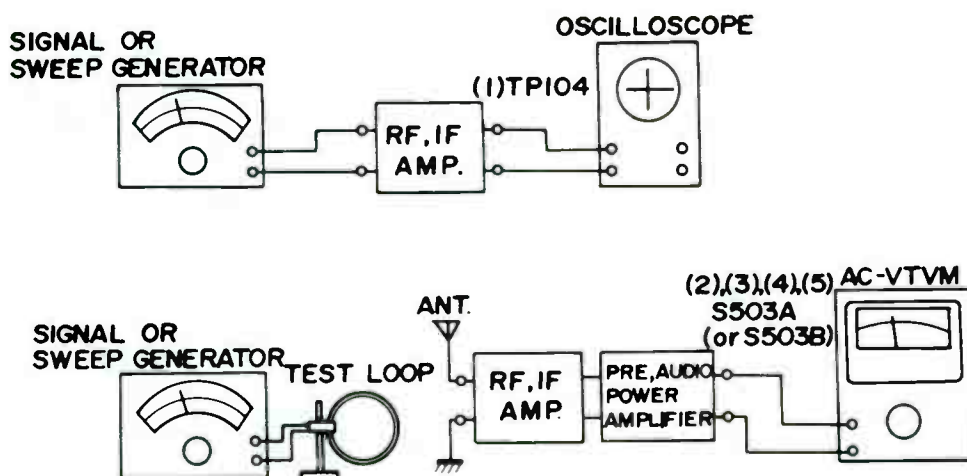 SIGNAL OR
SWEEP GENERATOR
OSCILLOSCOPE
(1)TP104
RF,IF
AMP.
SIGNAL OR
SWEEP GENERATOR
TEST LOOP
ANT.
RF,IF
AMP.
PRE,AUDIO
POWER
AMPLIFIER
(2),(3),(4),(5)
S503A
(or S503B)
AC-VTVM